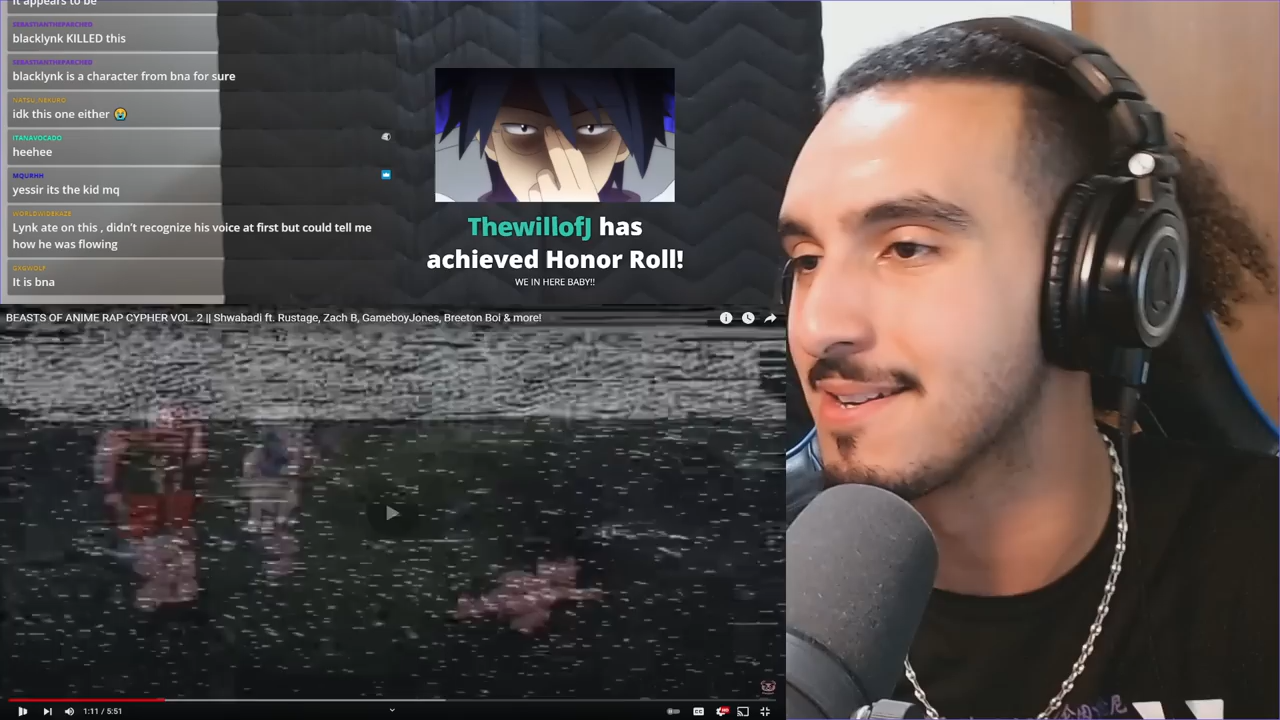 It appears to be
SEBASTIANTHEPARCHED
blacklynk KILLED this
SEBASTIANTHEPARCHED
blacklynk is a character from bna for sure
NATSU_NEKURO
idk this one either 😭
ITANAVOCADO
heehee
MQURHH
yessir its the kid mq
WORLDWIDEKAZE
Lynk ate on this , didn't recognize his voice at first but could tell me
how he was flowing
GXGWOLF
It is bna
ThewillofJ has
achieved Honor Roll!
WE IN HERE BABY!!
BEASTS OF ANIME RAP CYPHER VOL. 2 || Shwabadi ft. Rustage, Zach B, GameboyJones, Breeton Boi & more!
1:11 / 5:51
CC